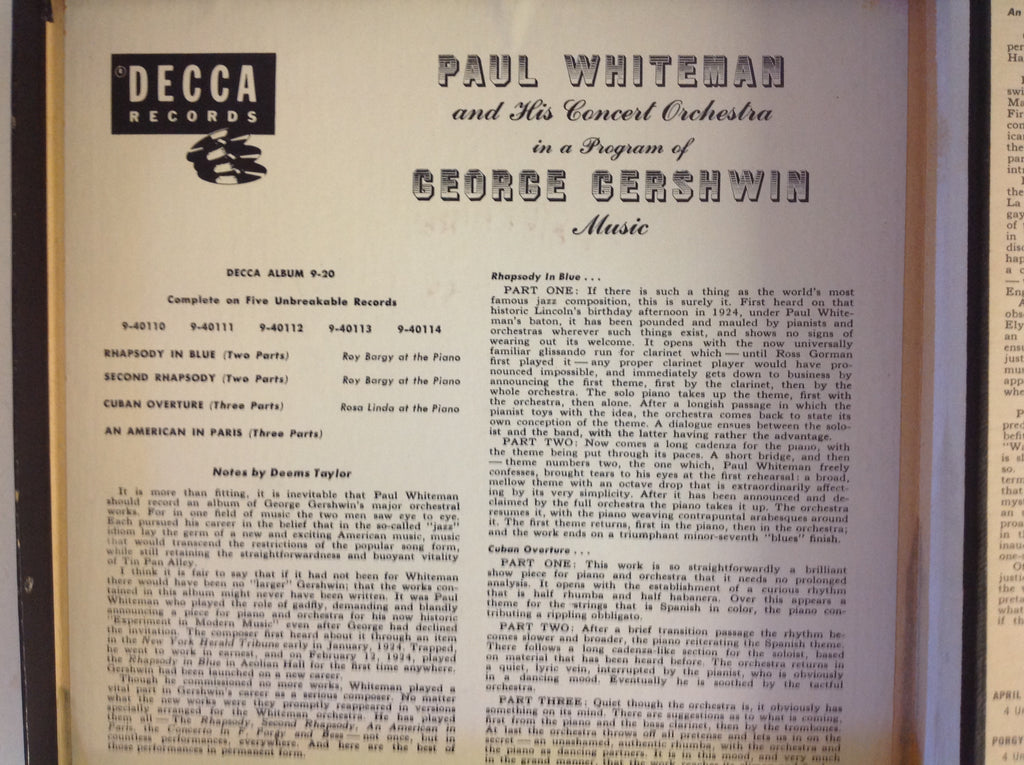 DECCA
RECORDS
PAUL WHITEMAN
and His Concert Orchestra
in a Program of
GEORGE GERSHWIN
Music
DECCA ALBUM 9-20
Complete on Five Unbreakable Records
9-40110 9-40111 9-40112 9-40113 9-40114
RHAPSODY IN BLUE (Two Parts) Roy Bargy at the Piano
SECOND RHAPSODY (Two Parts) Roy Bargy at the Piano
CUBAN OVERTURE (Three Parts) Rosa Linda at the Piano
AN AMERICAN IN PARIS (Three Parts)
Notes by Deems Taylor
It is more than fitting, it is inevitable that Paul Whiteman
should record an album of George Gershwin's major orchestral
works. For in one field of music the two men saw eye to eye.
Each pursued his career in the belief that in the so-called "jazz"
idiom lay the germ of a new and exciting American music, music
that would transcend the restrictions of the popular song form,
while still retaining the straightforwardness and buoyant vitality
of Tin Pan Alley.
I think it is fair to say that if it had not been for Whiteman
there would have been no "larger" Gershwin; that the works con-
tained in this album might never have been written. It was Paul
Whiteman who played the role of gadfly, demanding and blandly
announcing a piece for piano and orchestra for his now historic
"Experiment in Modern Music" even after George had declined
the invitation. The composer first heard about it through an item
in the New York Herald Tribune early in January, 1924. Trapped,
he went to work in earnest, and on February 12, 1924, played
the Rhapsody in Blue in Aeolian Hall for the first time anywhere.
Gershwin had been launched on a new career.
Though he commissioned no more works, Whiteman played a
vital part in Gershwin's career as a serious composer. No matter
what the new works were they promptly reappeared in versions
specially arranged for the Whiteman orchestra. He has played
them all — The Rhapsody, Second Rhapsody, An American in
Paris, the Concerto in F, Porgy and Bess — not once, but in
countless performances, everywhere. And here are the best of
those performances in permanent form.
Rhapsody In Blue . . .
PART ONE: If there is such a thing as the world's most
famous jazz composition, this is surely it. First heard on that
historic Lincoln's birthday afternoon in 1924, under Paul White-
man's baton, it has been pounded and mauled by pianists and
orchestras wherever such things exist, and shows no signs of
wearing out its welcome. It opens with the now universally
familiar glissando run for clarinet which — until Ross Gorman
first played it — any proper clarinet player would have pro-
nounced impossible, and immediately gets down to business by
announcing the first theme, first by the clarinet, then by the
whole orchestra. The solo piano takes up the theme, first with
the orchestra, then alone. After a longish passage in which the
pianist toys with the idea, the orchestra comes back to state its
own conception of the theme. A dialogue ensues between the solo-
ist and the band, with the latter having rather the advantage.
PART TWO: Now comes a long cadenza for the piano, with
the theme being put through its paces. A short bridge, and then
— theme numbers two, the one which, Paul Whiteman freely
confesses, brought tears to his eyes at the first rehearsal: a broad,
mellow theme with an octave drop that is extraordinarily affect-
ing by its very simplicity. After it has been announced and de-
claimed by the full orchestra the piano takes it up. The orchestra
resumes it, with the piano weaving contrapuntal arabesques around
it. The first theme returns, first in the piano, then in the orchestra;
and the work ends on a triumphant minor-seventh "blues" finish.
Cuban Overture . . .
PART ONE: This work is so straightforwardly a brilliant
show piece for piano and orchestra that it needs no prolonged
analysis. It opens with the establishment of a curious rhythm
that is half rhumba and half habanera. Over this appears a
theme for the strings that is Spanish in color, the piano con-
tributing a rippling obbligato.
PART TWO: After a brief transition passage the rhythm be-
comes slower and broader, the piano reiterating the Spanish theme.
There follows a long cadenza-like section for the soloist, based
on material that has been heard before. The orchestra returns in
a quiet, lyric vein, interrupted by the pianist, who is obviously
in a dancing mood. Eventually he is soothed by the tactful
orchestra.
PART THREE: Quiet though the orchestra is, it obviously has
something on its mind. There are suggestions as to what is coming,
first from the piano and the bass clarinet, then by the trombones.
At last the orchestra throws off all pretense and lets us in on the
secret — an unashamed, authentic rhumba, with the orchestra and
the piano as dancing partners. It is in this mood, and very much
in the grand manner, that the work reaches its
An
APRIL
PORGY